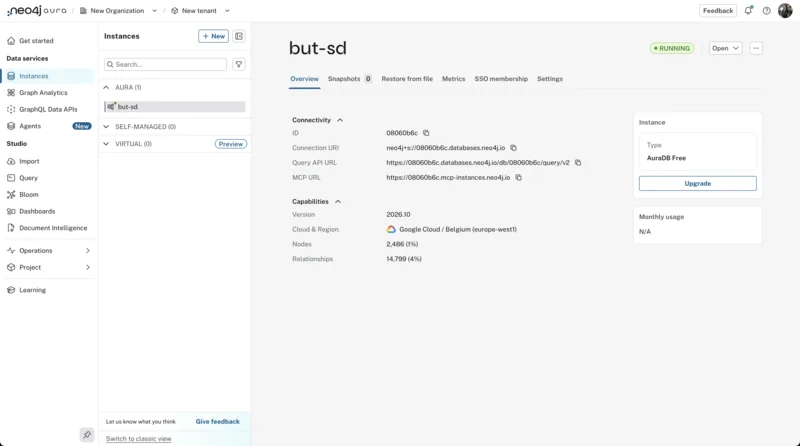 neo4j aura / New Organization / New tenant
Feedback
Get started
Data services
Instances
Graph Analytics
GraphQL Data APIs
Agents New
Studio
Import
Query
Bloom
Dashboards
Document Intelligence
Operations
Project
Learning
Instances
+ New
Search...
AURA (1)
but-sd
SELF-MANAGED (0)
VIRTUAL (0) Preview
Let us know what you think Give feedback
Switch to classic view
but-sd
RUNNING
Open
Overview Snapshots 0 Restore from file Metrics SSO membership Settings
Connectivity
ID 08060b6c
Connection URI neo4j+s://08060b6c.databases.neo4j.io
Query API URL https://08060b6c.databases.neo4j.io/db/08060b6c/query/v2
MCP URL https://08060b6c.mcp-instances.neo4j.io
Capabilities
Version 2026.10
Cloud & Region Google Cloud / Belgium (europe-west1)
Nodes 2,486 (1%)
Relationships 14,799 (4%)
Instance
Type
AuraDB Free
Upgrade
Monthly usage
N/A